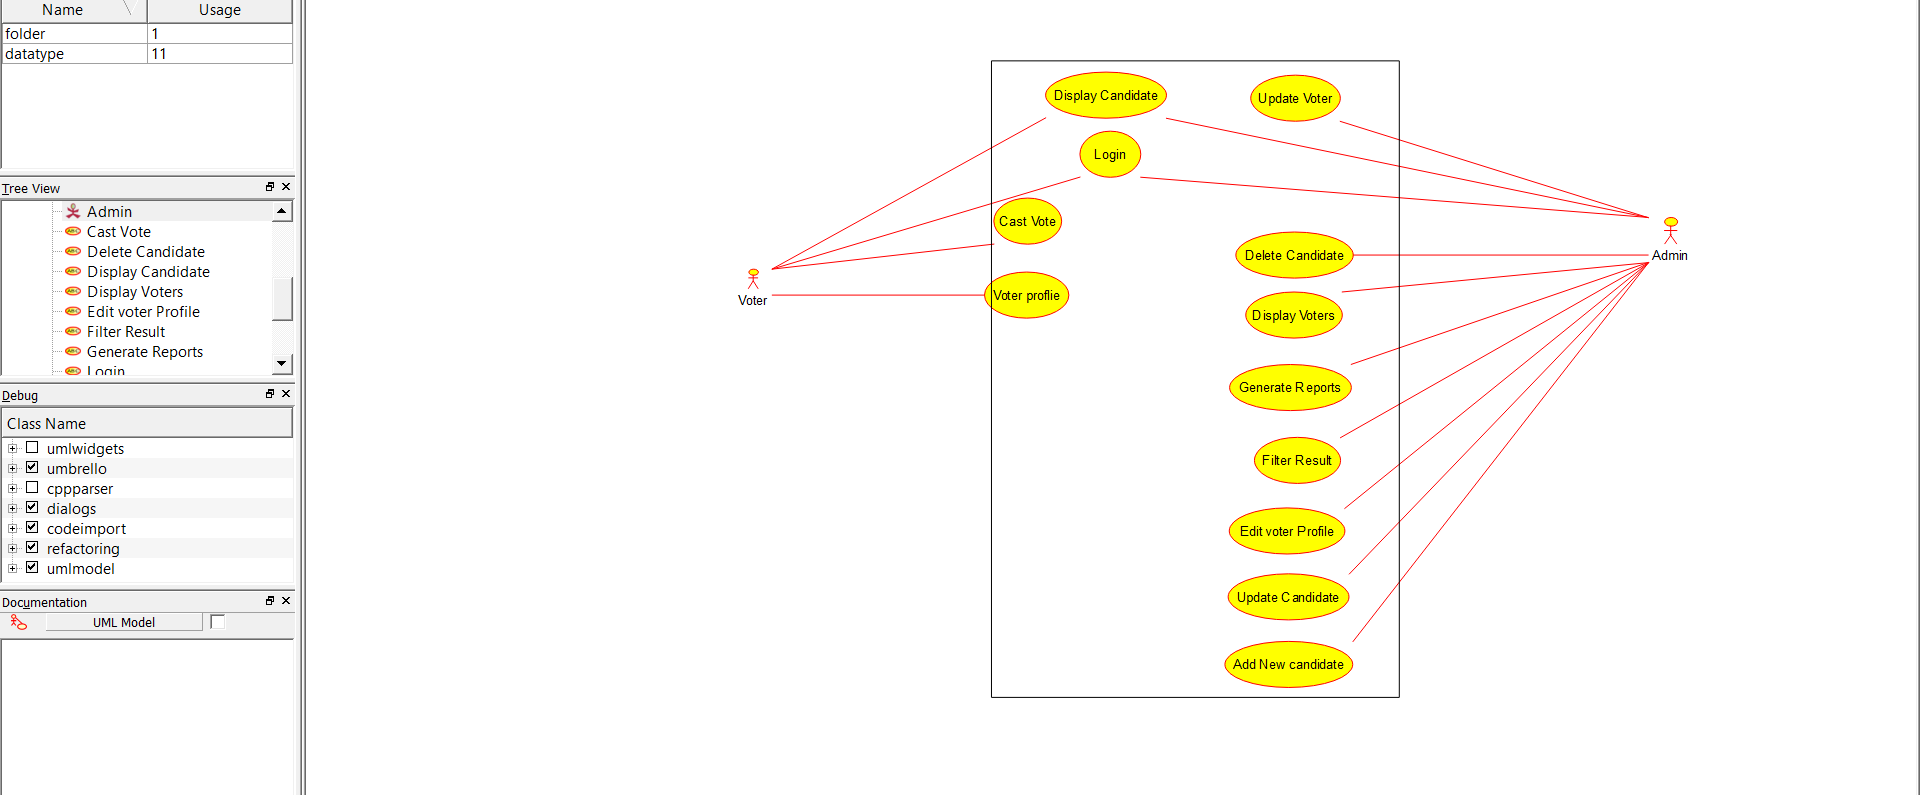 Name Usage
folder 1
datatype 11
Tree View
Admin
Cast Vote
Delete Candidate
Display Candidate
Display Voters
Edit voter Profile
Filter Result
Generate Reports
Login
Debug
Class Name
umlwidgets
umbrello
cppparser
dialogs
codeimport
refactoring
umlmodel
Documentation
UML Model
Display Candidate
Update Voter
Login
Cast Vote
Voter
Voter proflie
Admin
Delete Candidate
Display Voters
Generate Reports
Filter Result
Edit voter Profile
Update Candidate
Add New candidate